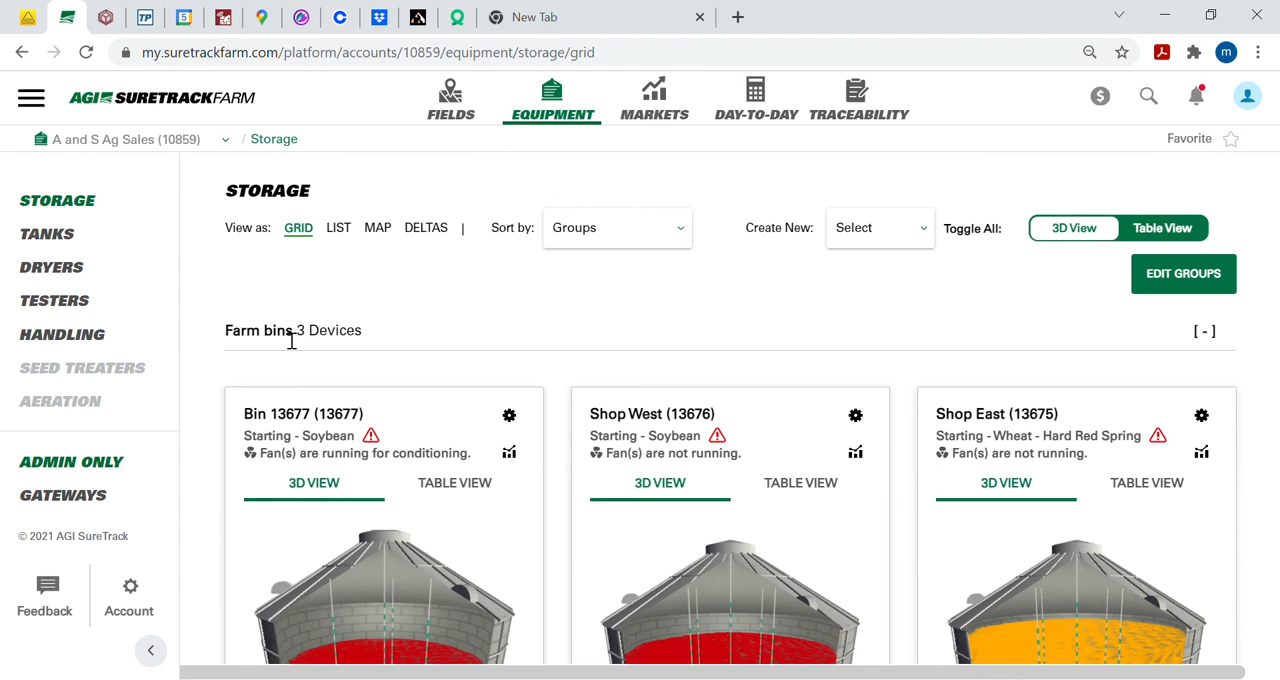 New Tab
my.suretrackfarm.com/platform/accounts/10859/equipment/storage/grid
m
AGI SURETRACKFARM
FIELDS
EQUIPMENT
MARKETS
DAY-TO-DAY
TRACEABILITY
A and S Ag Sales (10859) / Storage
Favorite
STORAGE
TANKS
DRYERS
TESTERS
HANDLING
SEED TREATERS
AERATION
ADMIN ONLY
GATEWAYS
© 2021 AGI SureTrack
Feedback
Account
STORAGE
View as: GRID LIST MAP DELTAS | Sort by: Groups Create New: Select Toggle All: 3D View Table View
EDIT GROUPS
Farm bins 3 Devices [ - ]
Bin 13677 (13677)
Starting - Soybean
Fan(s) are running for conditioning.
3D VIEW TABLE VIEW
Shop West (13676)
Starting - Soybean
Fan(s) are not running.
3D VIEW TABLE VIEW
Shop East (13675)
Starting - Wheat - Hard Red Spring
Fan(s) are not running.
3D VIEW TABLE VIEW